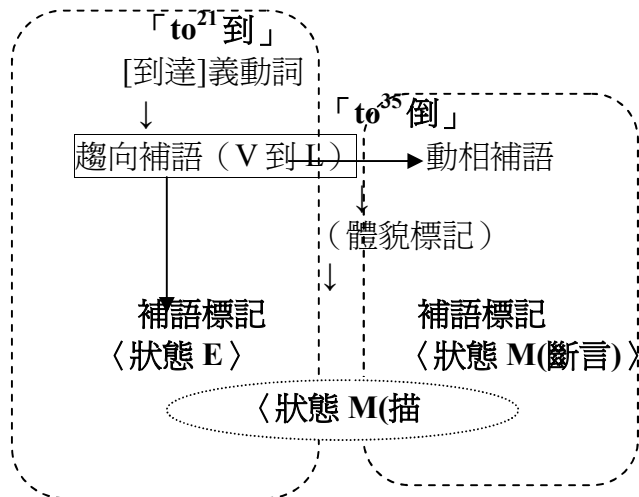 「to²¹到」
[到達]義動詞
↓
「to³⁵倒」
趨向補語（V 到 L）
動相補語
↓
（體貌標記）
↓
補語標記
〈狀態 E〉
補語標記
〈狀態 M(斷言)〉
〈狀態 M(描